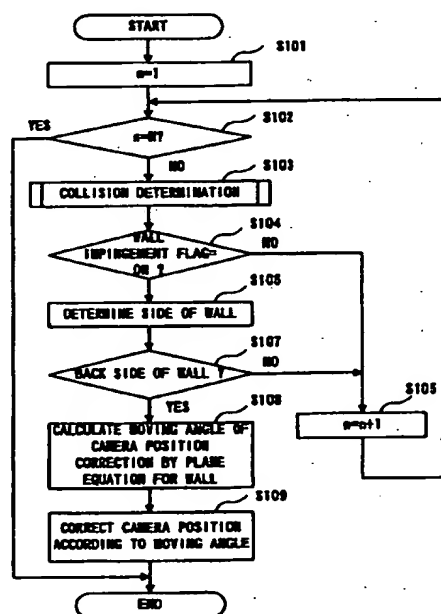 START
S101
n=1
S102
YES
n=N?
NO
S103
COLLISION DETERMINATION
S104
WALL
IMPINGEMENT FLAG=
ON ?
NO
S106
DETERMINE SIDE OF WALL
S107
BACK SIDE OF WALL ?
NO
YES
S105
n=n+1
S108
CALCULATE MOVING ANGLE OF
CAMERA POSITION
CORRECTION BY PLANE
EQUATION FOR WALL
S109
CORRECT CAMERA POSITION
ACCORDING TO MOVING ANGLE
END